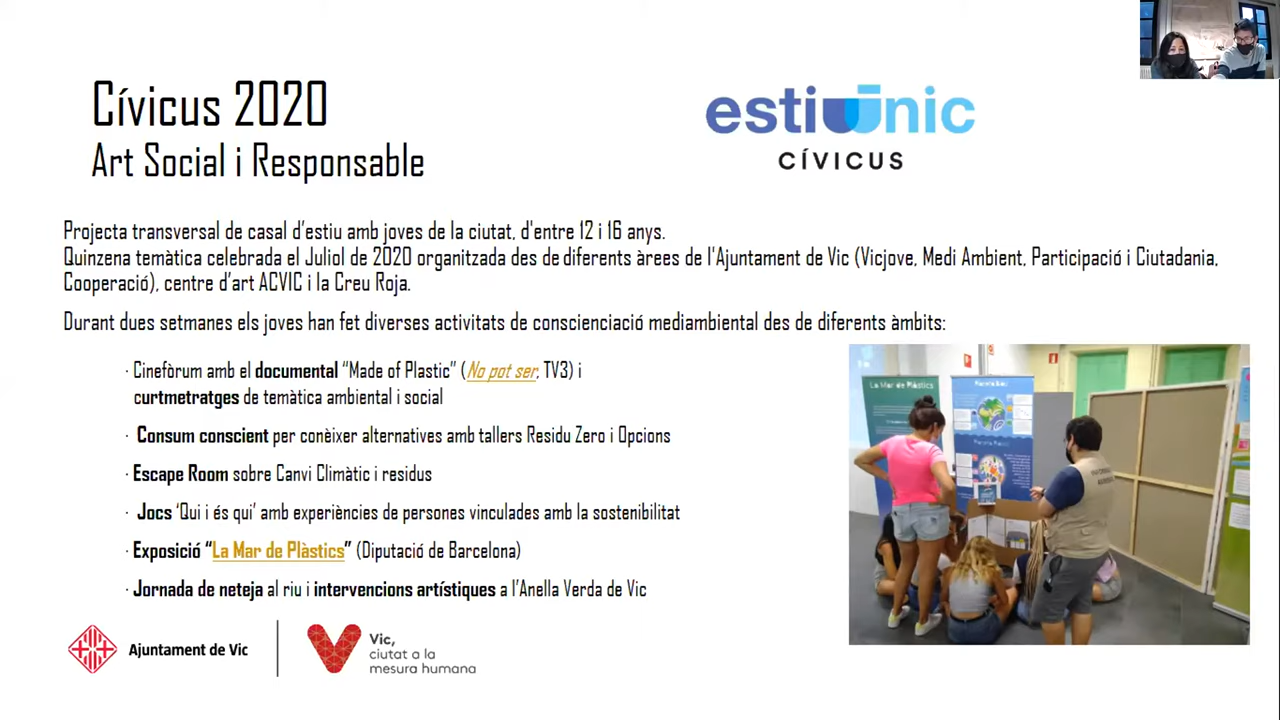 Cívicus 2020
Art Social i Responsable
estiuūnic
CÍVICUS
Projecta transversal de casal d'estiu amb joves de la ciutat, d'entre 12 i 16 anys.
Quinzena temàtica celebrada el Juliol de 2020 organitzada des de diferents àrees de l'Ajuntament de Vic (Vicjove, Medi Ambient, Participació i Ciutadania,
Cooperació), centre d'art ACVIC i la Creu Roja.
Durant dues setmanes els joves han fet diverses activitats de conscienciació mediambiental des de diferents àmbits:
· Cinefòrum amb el documental “Made of Plastic” (No pot ser, TV3) i
curtmetratges de temàtica ambiental i social
· Consum conscient per conèixer alternatives amb tallers Residu Zero i Opcions
· Escape Room sobre Canvi Climàtic i residus
· Jocs ‘Qui i és qui’ amb experiències de persones vinculades amb la sostenibilitat
· Exposició “La Mar de Plàstics” (Diputació de Barcelona)
· Jornada de neteja al riu i intervencions artístiques a l'Anella Verda de Vic
La Mar de Plàstics
Ajuntament de Vic
Vic,
ciutat a la
mesura humana